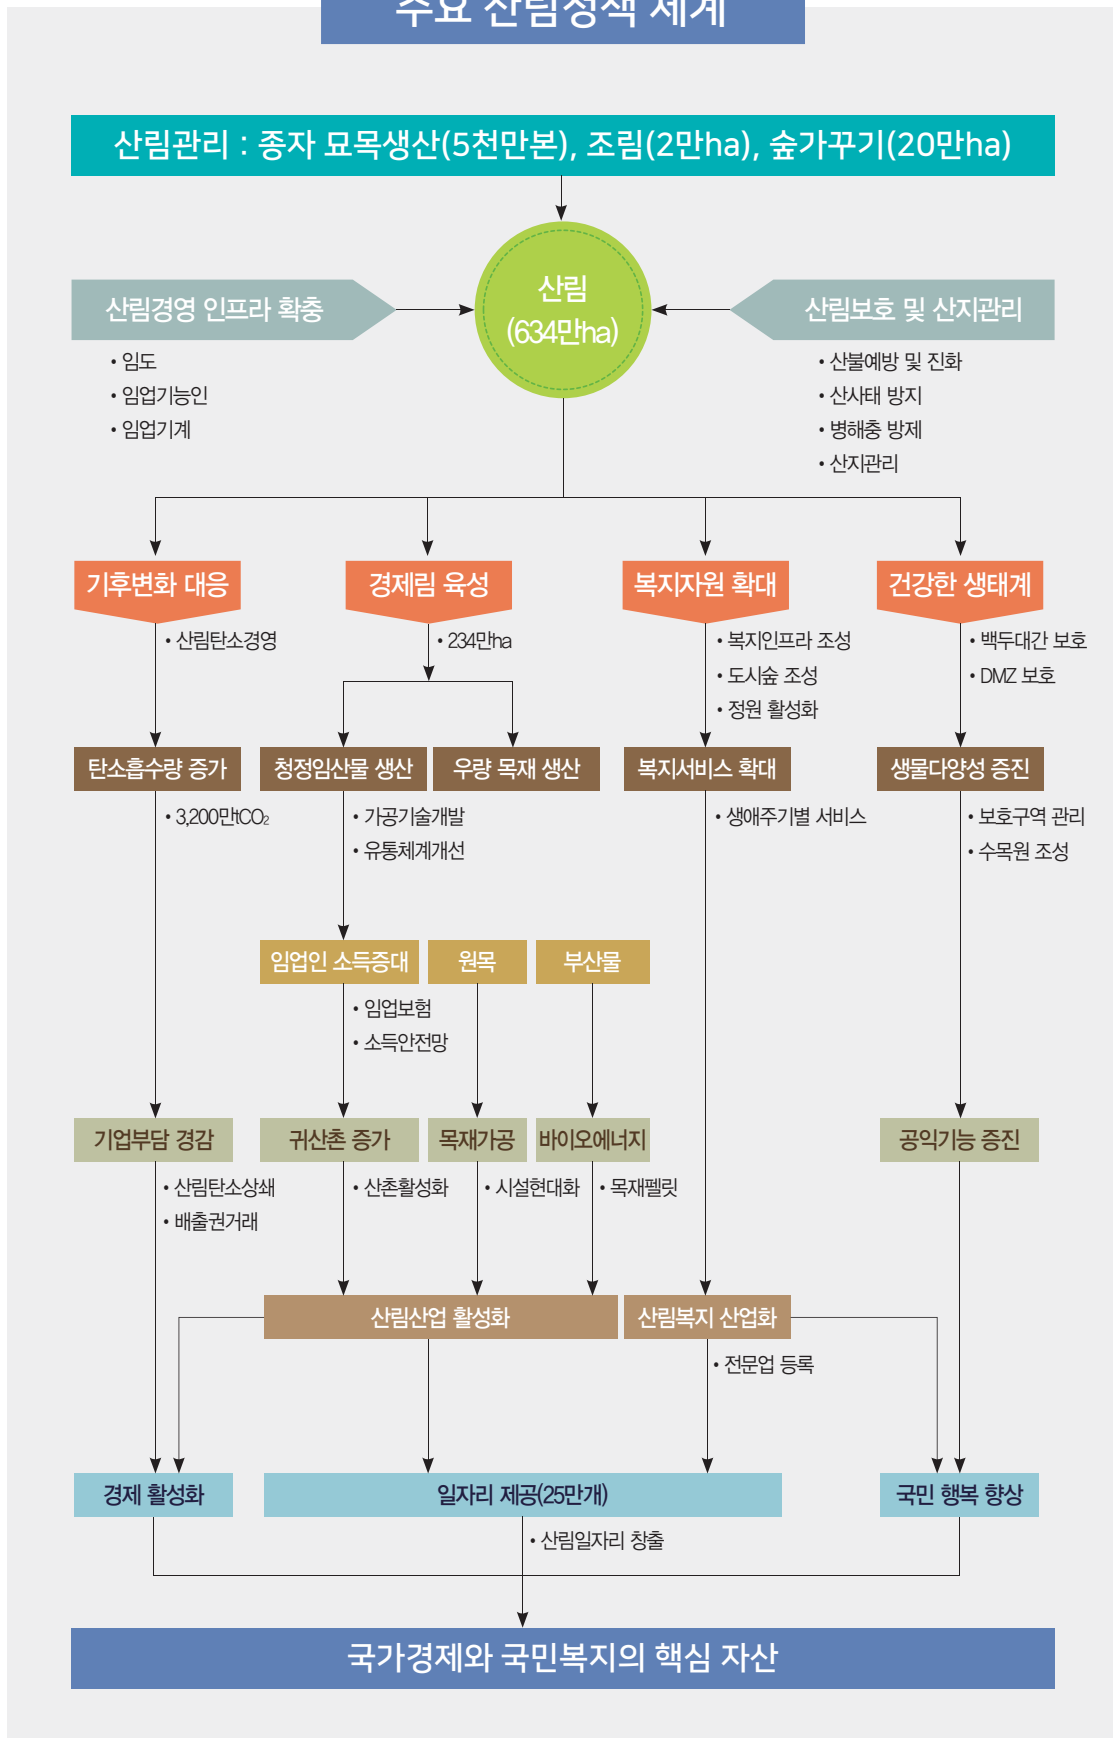 주요 산림정책 체계
산림관리 : 종자 묘목생산(5천만본), 조림(2만ha), 숲가꾸기(20만ha)
산림
(634만ha)
산림경영 인프라 확충
• 임도
• 임업기능인
• 임업기계
산림보호 및 산지관리
• 산불예방 및 진화
• 산사태 방지
• 병해충 방제
• 산지관리
기후변화 대응
경제림 육성
복지자원 확대
건강한 생태계
• 산림탄소경영
• 234만ha
• 복지인프라 조성
• 도시숲 조성
• 정원 활성화
• 백두대간 보호
• DMZ 보호
탄소흡수량 증가
청정임산물 생산
우량 목재 생산
복지서비스 확대
생물다양성 증진
• 3,200만tCO₂
• 가공기술개발
• 유통체계개선
• 생애주기별 서비스
• 보호구역 관리
• 수목원 조성
임업인 소득증대
원목
부산물
• 임업보험
• 소득안전망
기업부담 경감
귀산촌 증가
목재가공
바이오에너지
공익기능 증진
• 산림탄소상쇄
• 배출권거래
• 산촌활성화
• 시설현대화
• 목재펠릿
산림산업 활성화
산림복지 산업화
• 전문업 등록
경제 활성화
일자리 제공(25만개)
국민 행복 향상
• 산림일자리 창출
국가경제와 국민복지의 핵심 자산